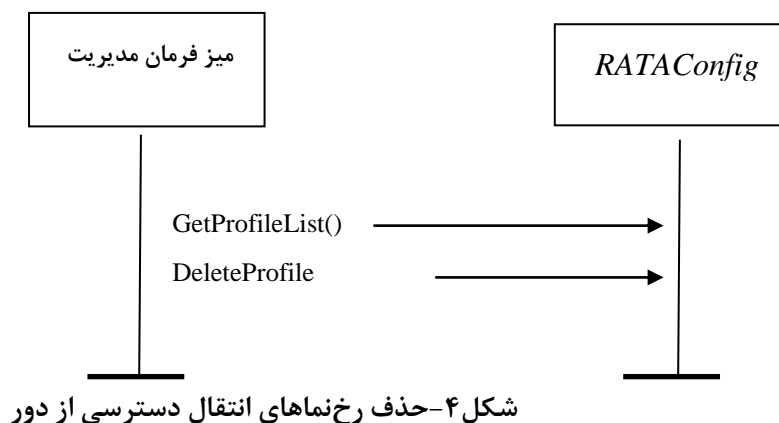 میز فرمان مدیریت
RATAConfig
GetProfileList()
DeleteProfile
شکل۴-حذف رخ‌نماهای انتقال دسترسی از دور